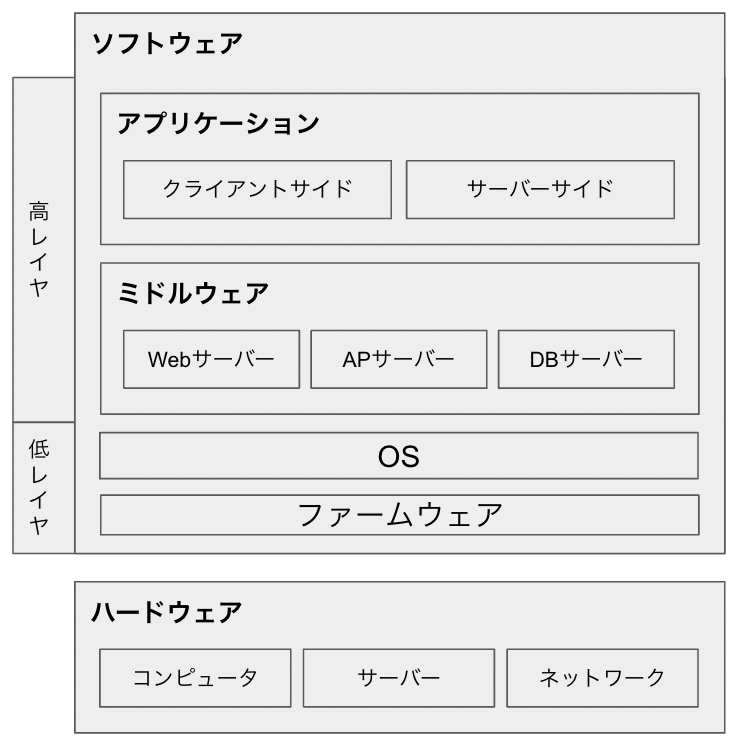 ソフトウェア
高レイヤ
アプリケーション
クライアントサイド
サーバーサイド
ミドルウェア
Webサーバー
APサーバー
DBサーバー
低レイヤ
OS
ファームウェア
ハードウェア
コンピュータ
サーバー
ネットワーク